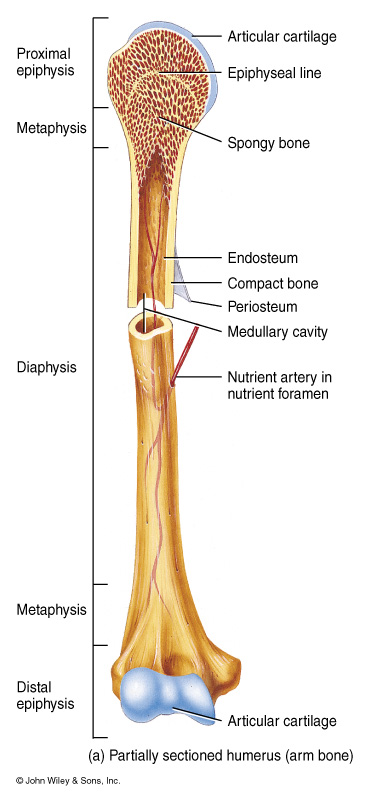 Articular cartilage
Proximal
epiphysis
Epiphyseal line
Metaphysis
Spongy bone
Endosteum
Compact bone
Periosteum
Medullary cavity
Diaphysis
Nutrient artery in
nutrient foramen
Metaphysis
Distal
epiphysis
Articular cartilage
(a) Partially sectioned humerus (arm bone)
© John Wiley & Sons, Inc.